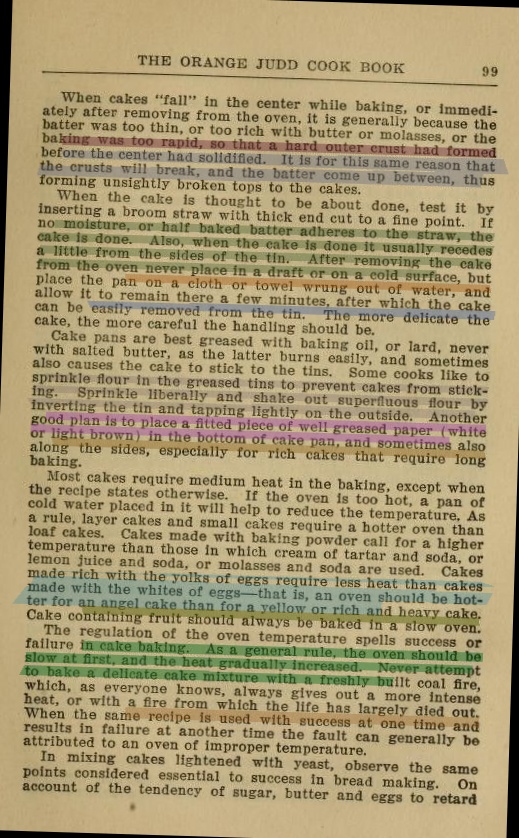 THE ORANGE JUDD COOK BOOK 99
When cakes "fall" in the center while baking, or immedi-
ately after removing from the oven, it is generally because the
batter was too thin, or too rich with butter or molasses, or the
baking was too rapid, so that a hard outer crust had formed
before the center had solidified. It is for this same reason that
the crusts will break, and the batter come up between, thus
forming unsightly broken tops to the cakes.
When the cake is thought to be about done, test it by
inserting a broom straw with thick end cut to a fine point. If
no moisture, or half baked batter adheres to the straw, the
cake is done. Also, when the cake is done it usually recedes
a little from the sides of the tin. After removing the cake
from the oven never place in a draft or on a cold surface, but
place the pan on a cloth or towel wrung out of water, and
allow it to remain there a few minutes, after which the cake
can be easily removed from the tin. The more delicate the
cake, the more careful the handling should be.
Cake pans are best greased with baking oil, or lard, never
with salted butter, as the latter burns easily, and sometimes
also causes the cake to stick to the tins. Some cooks like to
sprinkle flour in the greased tins to prevent cakes from stick-
ing. Sprinkle liberally and shake out superfluous flour by
inverting the tin and tapping lightly on the outside. Another
good plan is to place a fitted piece of well greased paper (white
or light brown) in the bottom of cake pan, and sometimes also
along the sides, especially for rich cakes that require long
baking.
Most cakes require medium heat in the baking, except when
the recipe states otherwise. If the oven is too hot, a pan of
cold water placed in it will help to reduce the temperature. As
a rule, layer cakes and small cakes require a hotter oven than
loaf cakes. Cakes made with baking powder call for a higher
temperature than those in which cream of tartar and soda, or
lemon juice and soda, or molasses and soda are used. Cakes
made rich with the yolks of eggs require less heat than cakes
made with the whites of eggs—that is, an oven should be hot-
ter for an angel cake than for a yellow or rich and heavy cake.
Cake containing fruit should always be baked in a slow oven.
The regulation of the oven temperature spells success or
failure in cake baking. As a general rule, the oven should be
slow at first, and the heat gradually increased. Never attempt
to bake a delicate cake mixture with a freshly built coal fire,
which, as everyone knows, always gives out a more intense
heat, or with a fire from which the life has largely died out.
When the same recipe is used with success at one time and
results in failure at another time the fault can generally be
attributed to an oven of improper temperature.
In mixing cakes lightened with yeast, observe the same
points considered essential to success in bread making. On
account of the tendency of sugar, butter and eggs to retard